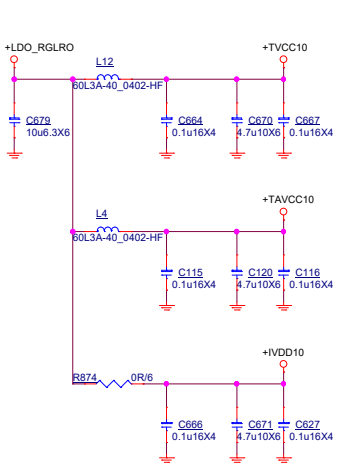 +LDO_RGLRO
+TVCC10
L12
60L3A-40_0402-HF
C679
10u6.3X6
C664
0.1u16X4
C670
4.7u10X6
C667
0.1u16X4
+TAVCC10
L4
60L3A-40_0402-HF
C115
0.1u16X4
C120
4.7u10X6
C116
0.1u16X4
+IVDD10
R874
0R/6
C666
0.1u16X4
C671
4.7u10X6
C627
0.1u16X4